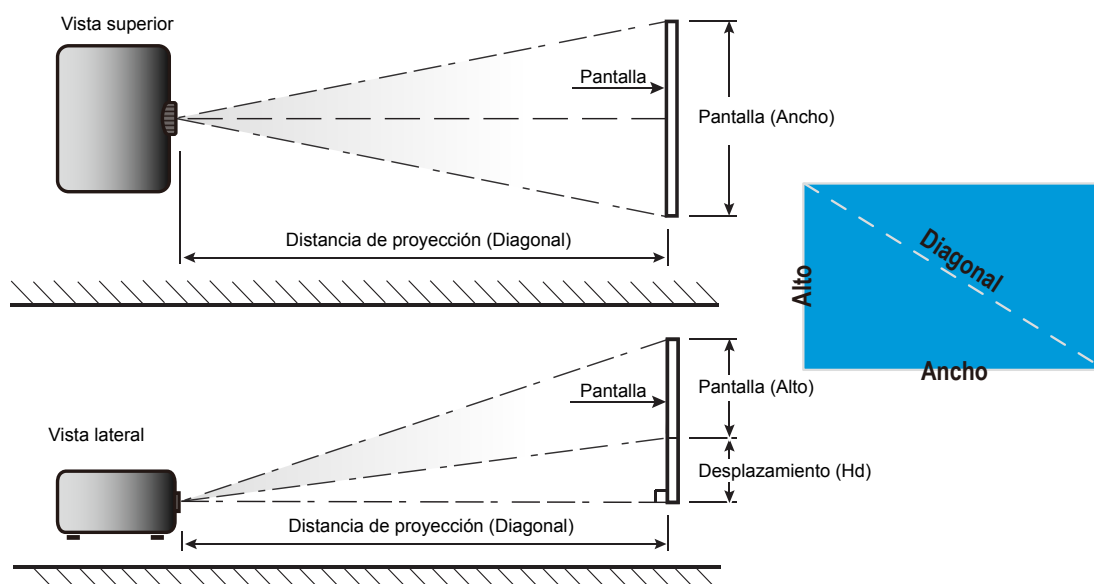 Vista superior
Pantalla
Pantalla (Ancho)
Distancia de proyección (Diagonal)
Alto
Diagonal
Ancho
Vista lateral
Pantalla
Pantalla (Alto)
Desplazamiento (Hd)
Distancia de proyección (Diagonal)